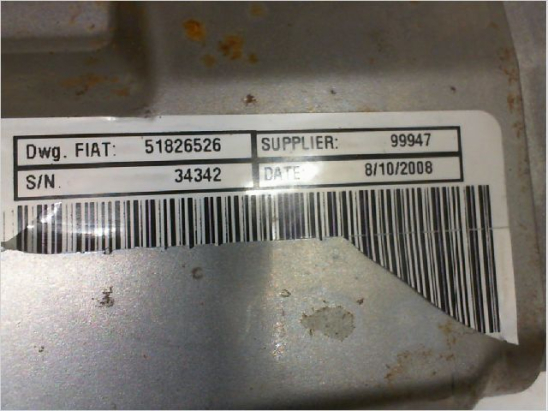 Dwg. FIAT: 51826526 SUPPLIER: 99947
S/N. 34342 DATE: 8/10/2008